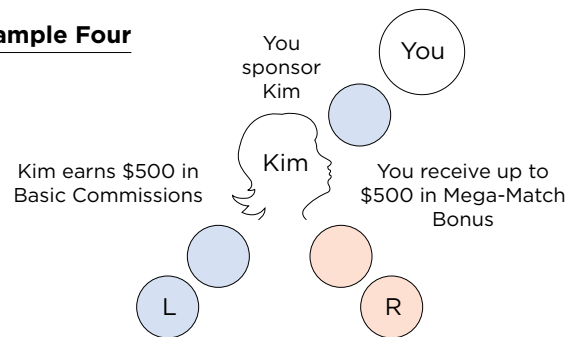 ample Four
You
sponsor
Kim
You
Kim
Kim earns $500 in
Basic Commissions
You receive up to
$500 in Mega-Match
Bonus
L
R